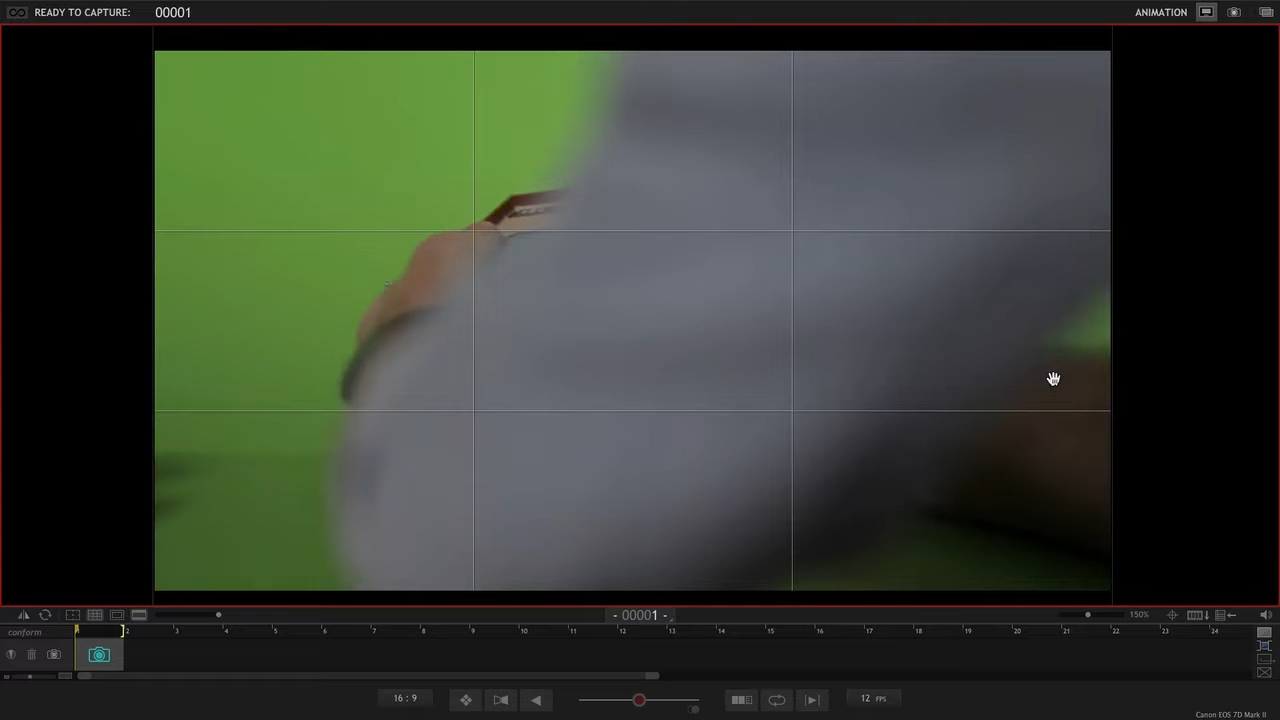 READY TO CAPTURE: 00001
ANIMATION
- 00001 -
150%
conform
2 3 4 5 6 7 8 9 10 11 12 13 14 15 16 17 18 19 20 21 22 23 24
16 : 9
12 FPS
Canon EOS 7D Mark II